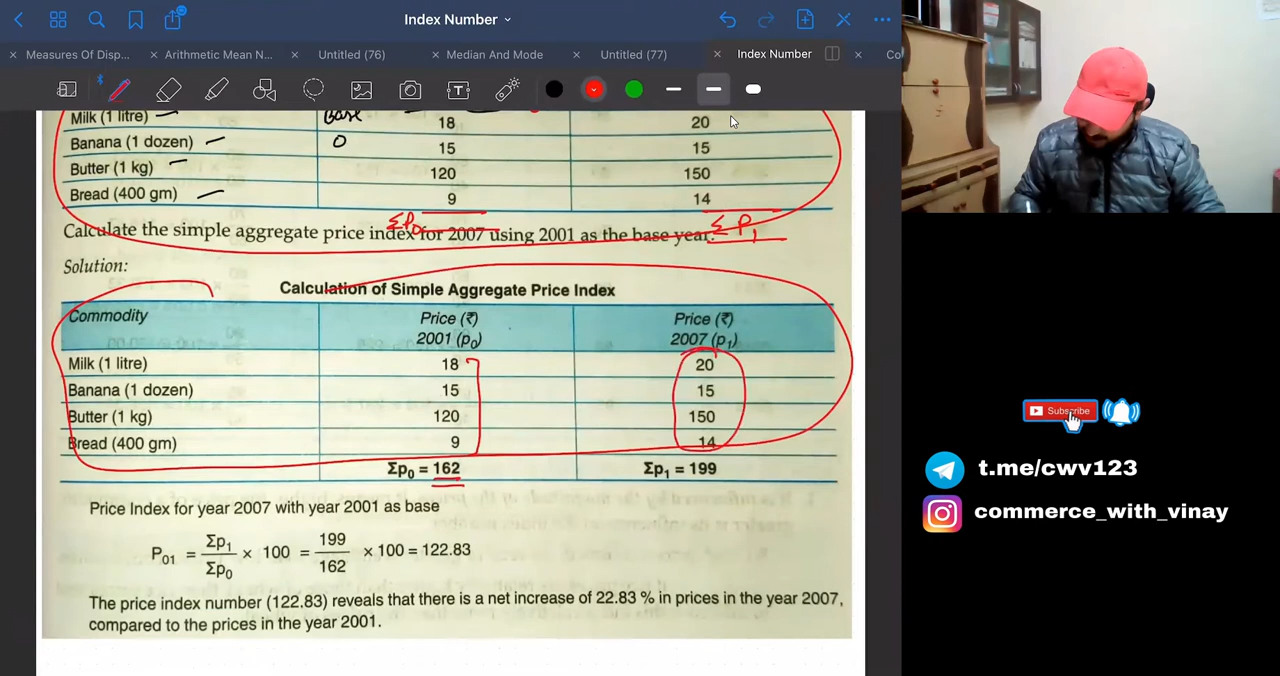 Index Number
Measures Of Disp...
Arithmetic Mean N...
Untitled (76)
Median And Mode
Untitled (77)
Index Number
Co
Milk (1 litre) 18 20
Base
Banana (1 dozen) 0 15 15
Butter (1 kg) 120 150
Bread (400 gm) 9 14
ΣP0 ΣP1
Calculate the simple aggregate price index for 2007 using 2001 as the base year.
Solution:
Calculation of Simple Aggregate Price Index
Commodity Price (₹) 2001 (p0) Price (₹) 2007 (p1)
Milk (1 litre) 18 20
Banana (1 dozen) 15 15
Butter (1 kg) 120 150
Bread (400 gm) 9 14
Σp0 = 162 Σp1 = 199
Price Index for year 2007 with year 2001 as base
P01 = Σp1/Σp0 × 100 = 199/162 × 100 = 122.83
The price index number (122.83) reveals that there is a net increase of 22.83 % in prices in the year 2007,
compared to the prices in the year 2001.
Subscribe
t.me/cwv123
commerce_with_vinay